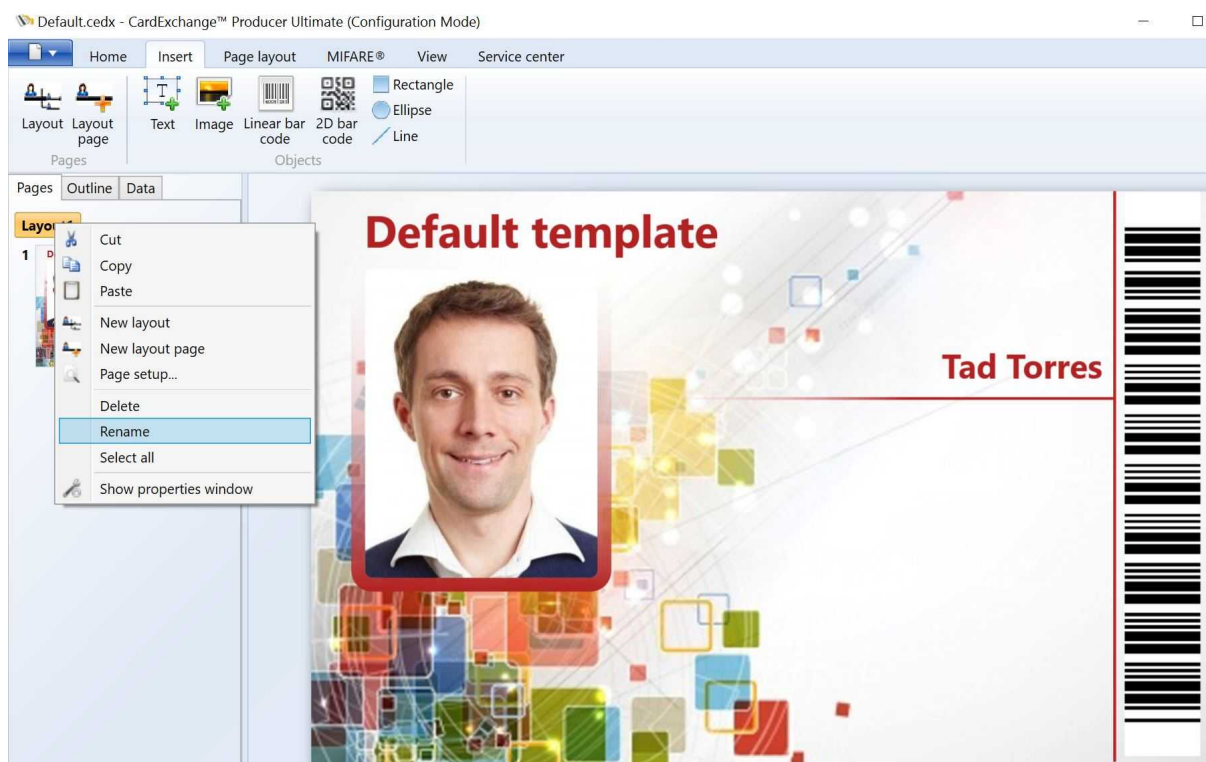 Default.cedx - CardExchange™ Producer Ultimate (Configuration Mode)
Home Insert Page layout MIFARE® View Service center
Layout
Layout page
Text
Image
Linear bar code
2D bar code
Rectangle
Ellipse
Line
Pages
Objects
Pages Outline Data
1
Cut
Copy
Paste
New layout
New layout page
Page setup...
Delete
Rename
Select all
Show properties window
Default template
Tad Torres